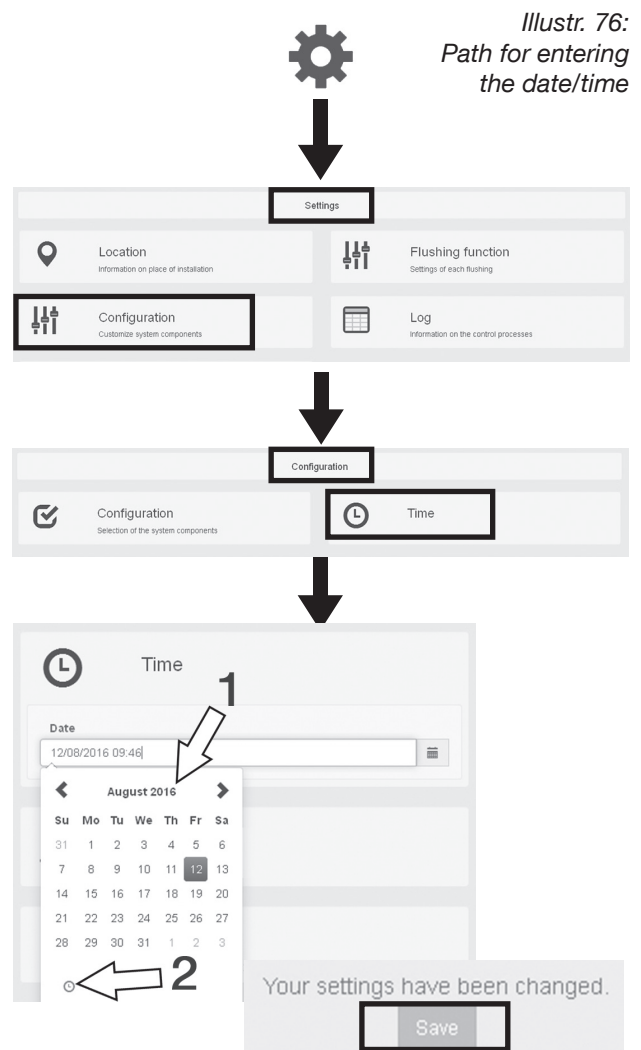 Illustr. 76:
Path for entering
the date/time
Settings
Location
Information on place of installation
Flushing function
Settings of each flushing
Configuration
Customize system components
Log
Information on the control processes
Configuration
Configuration
Selection of the system components
Time
Time
1
Date
12/08/2016 09:46
August 2016
Su Mo Tu We Th Fr Sa
31 1 2 3 4 5 6
7 8 9 10 11 12 13
14 15 16 17 18 19 20
21 22 23 24 25 26 27
28 29 30 31 1 2 3
2
Your settings have been changed.
Save